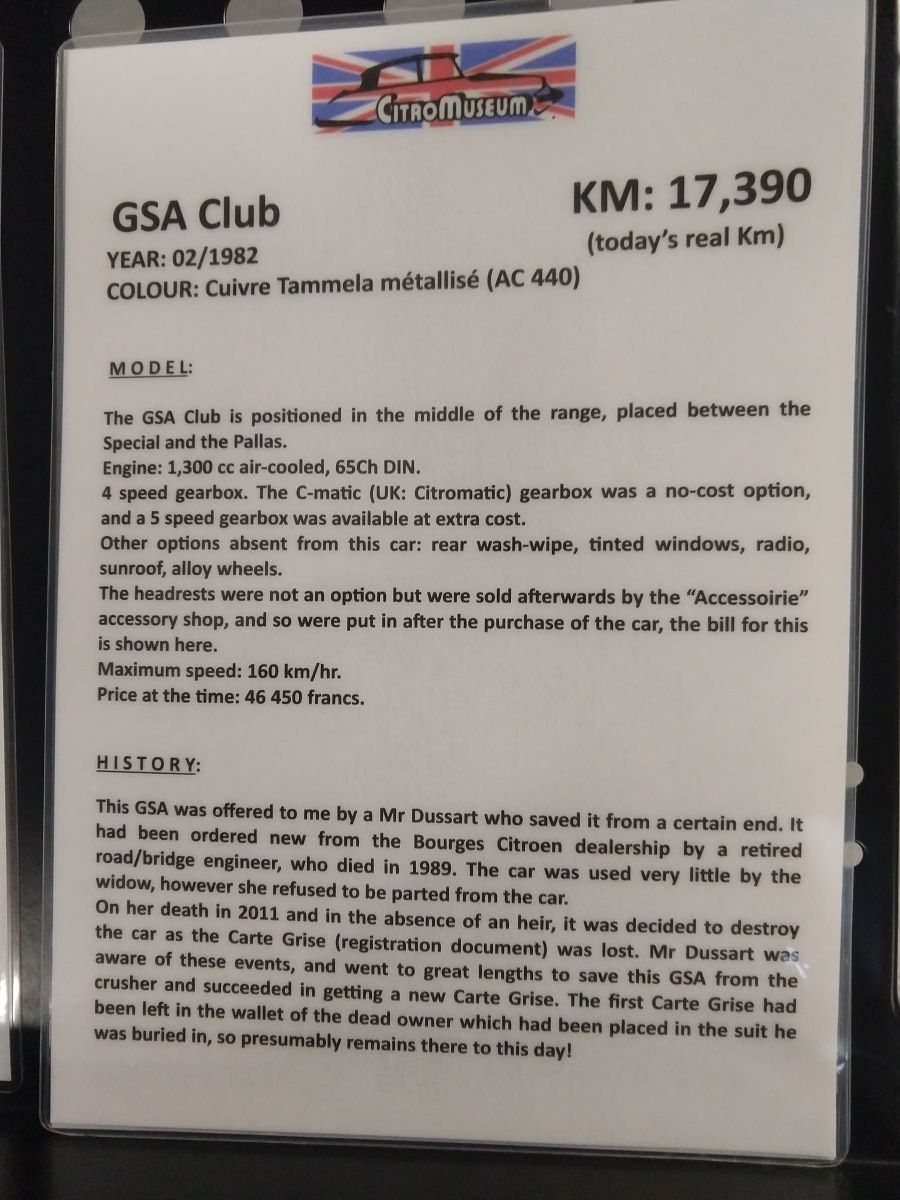 CITROMUSEUM
GSA Club
KM: 17,390
YEAR: 02/1982
(today's real Km)
COLOUR: Cuivre Tammela métallisé (AC 440)
MODEL:
The GSA Club is positioned in the middle of the range, placed between the
Special and the Pallas.
Engine: 1,300 cc air-cooled, 65Ch DIN.
4 speed gearbox. The C-matic (UK: Citromatic) gearbox was a no-cost option,
and a 5 speed gearbox was available at extra cost.
Other options absent from this car: rear wash-wipe, tinted windows, radio,
sunroof, alloy wheels.
The headrests were not an option but were sold afterwards by the “Accessoirie”
accessory shop, and so were put in after the purchase of the car, the bill for this
is shown here.
Maximum speed: 160 km/hr.
Price at the time: 46 450 francs.
HISTORY:
This GSA was offered to me by a Mr Dussart who saved it from a certain end. It
had been ordered new from the Bourges Citroen dealership by a retired
road/bridge engineer, who died in 1989. The car was used very little by the
widow, however she refused to be parted from the car.
On her death in 2011 and in the absence of an heir, it was decided to destroy
the car as the Carte Grise (registration document) was lost. Mr Dussart was
aware of these events, and went to great lengths to save this GSA from the
crusher and succeeded in getting a new Carte Grise. The first Carte Grise had
been left in the wallet of the dead owner which had been placed in the suit he
was buried in, so presumably remains there to this day!